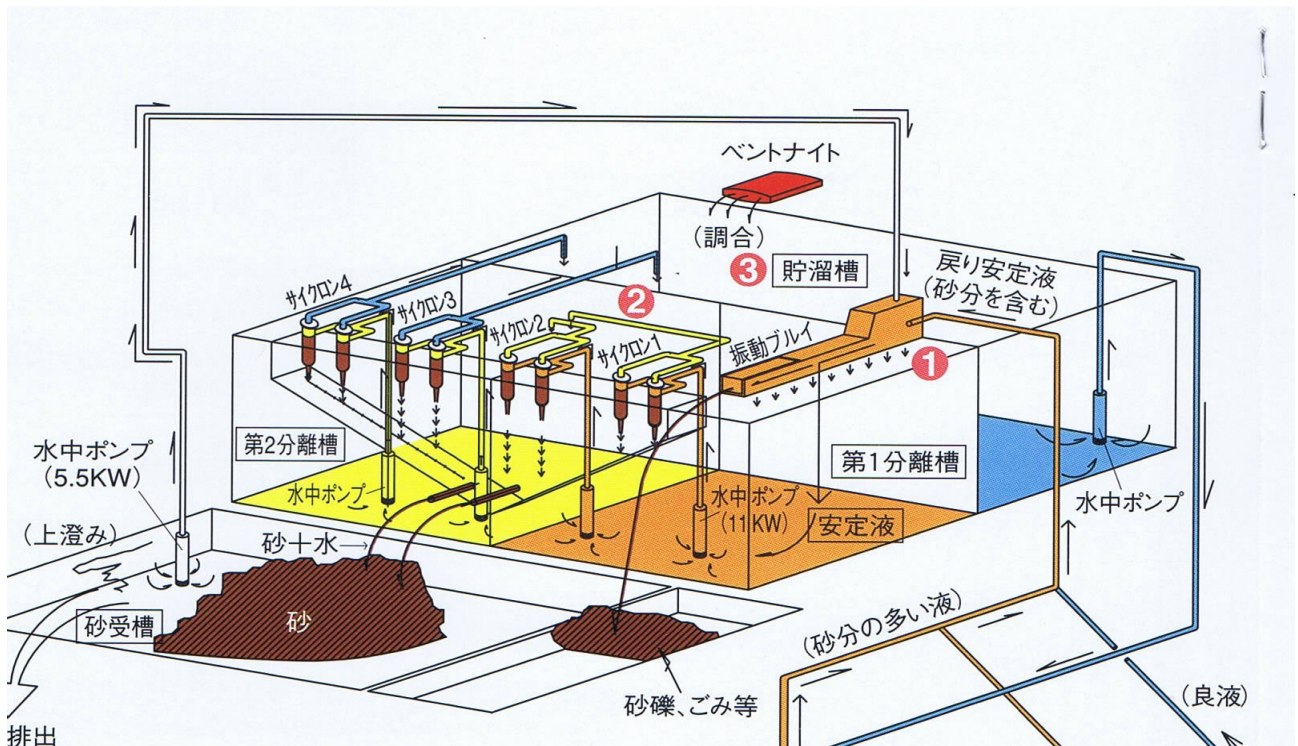 ベントナイト
(調合)
❸ 貯溜槽
戻り安定液
(砂分を含む)
サイクロン4
サイクロン3
❷
サイクロン2
サイクロン1
振動ブルイ
❶
第2分離槽
第1分離槽
水中ポンプ
(5.5KW)
水中ポンプ
水中ポンプ
(11KW)
水中ポンプ
安定液
(上澄み)
砂十水→
砂受槽
砂
(砂分の多い液)
砂礫、ごみ等
(良液)
排出